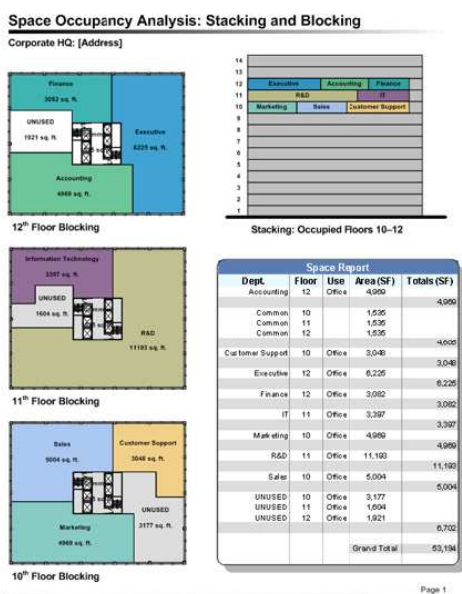 Space Occupancy Analysis: Stacking and Blocking
Corporate HQ: [Address]
Finance
3082 sq. ft.
UNUSED
1921 sq. ft.
Executive
6225 sq. ft.
Accounting
4969 sq. ft.
12th Floor Blocking
14
13
12 Executive Accounting Finance
11 R&D IT
10 Marketing Sales Customer Support
9
8
7
6
5
4
3
2
1
Stacking: Occupied Floors 10–12
Information Technology
3397 sq. ft.
UNUSED
1604 sq. ft.
R&D
11193 sq. ft.
11th Floor Blocking
Sales
5004 sq. ft.
Customer Support
3048 sq. ft.
UNUSED
3177 sq. ft.
Marketing
4969 sq. ft.
10th Floor Blocking
Space Report
Dept. Floor Use Area (SF) Totals (SF)
Accounting 12 Office 4,969
4,969
Common 10 1,535
Common 11 1,535
Common 12 1,535
4,605
Customer Support 10 Office 3,048
3,048
Executive 12 Office 6,225
6,225
Finance 12 Office 3,082
3,082
IT 11 Office 3,397
3,397
Marketing 10 Office 4,969
4,969
R&D 11 Office 11,193
11,193
Sales 10 Office 5,004
5,004
UNUSED 10 Office 3,177
UNUSED 11 Office 1,604
UNUSED 12 Office 1,921
6,702
Grand Total 53,194
Page 1